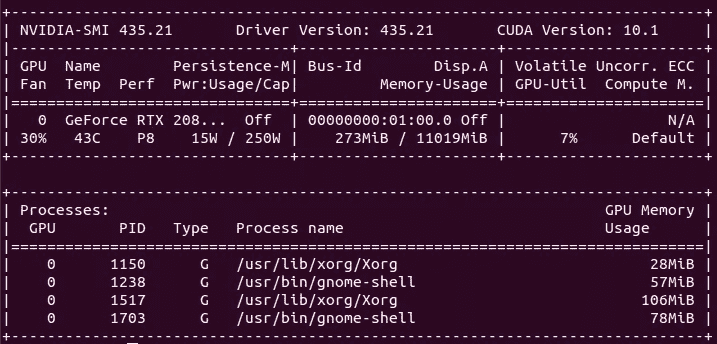 +-----------------------------------------------------------------------------+
| NVIDIA-SMI 435.21       Driver Version: 435.21       CUDA Version: 10.1     |
|-------------------------------+----------------------+----------------------+
| GPU  Name        Persistence-M| Bus-Id        Disp.A | Volatile Uncorr. ECC |
| Fan  Temp  Perf  Pwr:Usage/Cap|         Memory-Usage | GPU-Util  Compute M. |
|===============================+======================+======================|
|   0  GeForce RTX 208...  Off  | 00000000:01:00.0 Off |                  N/A |
| 30%   43C    P8    15W / 250W |    273MiB / 11019MiB |      7%      Default |
+-------------------------------+----------------------+----------------------+
+-----------------------------------------------------------------------------+
| Processes:                                                       GPU Memory |
|  GPU       PID   Type   Process name                             Usage      |
|=============================================================================|
|    0      1150      G   /usr/lib/xorg/Xorg                            28MiB |
|    0      1238      G   /usr/bin/gnome-shell                          57MiB |
|    0      1517      G   /usr/lib/xorg/Xorg                           106MiB |
|    0      1703      G   /usr/bin/gnome-shell                          78MiB |
+-----------------------------------------------------------------------------+